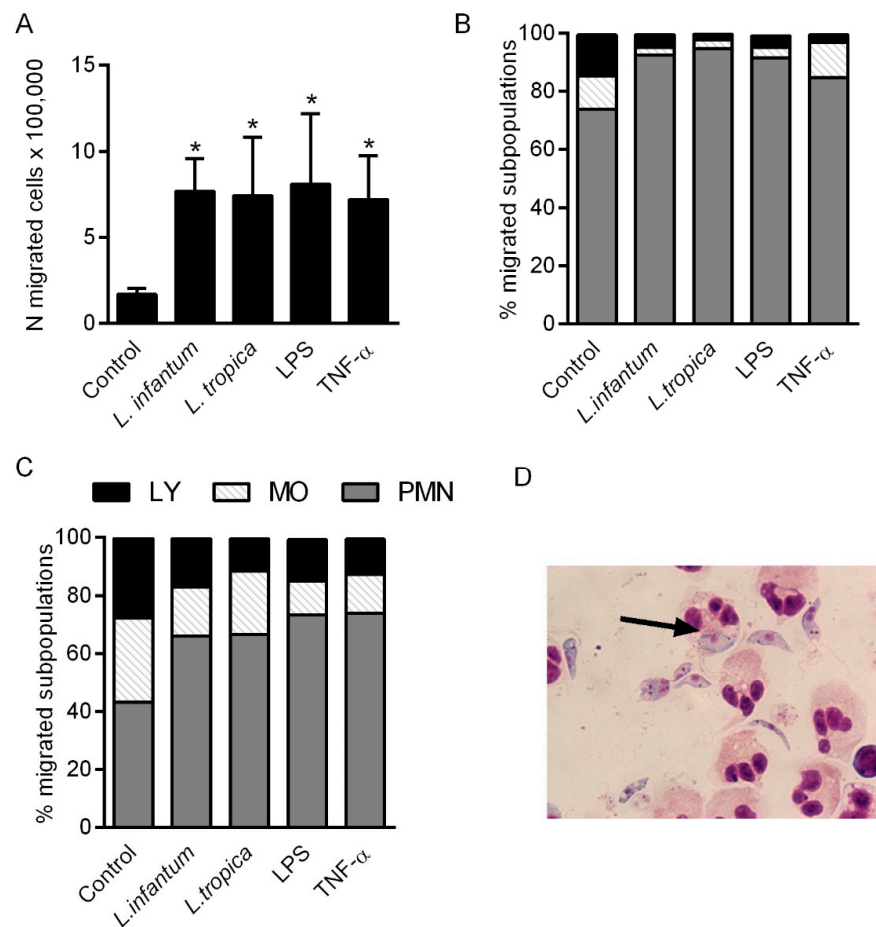 A
N migrated cells x 100,000
15
10
5
0
* * * *
Control L. infantum L. tropica LPS TNF-α
B
% migrated subpopulations
100
80
60
40
20
0
Control L.infantum L.tropica LPS TNF-α
C
LY MO PMN
% migrated subpopulations
100
80
60
40
20
0
Control L.infantum L.tropica LPS TNF-α
D